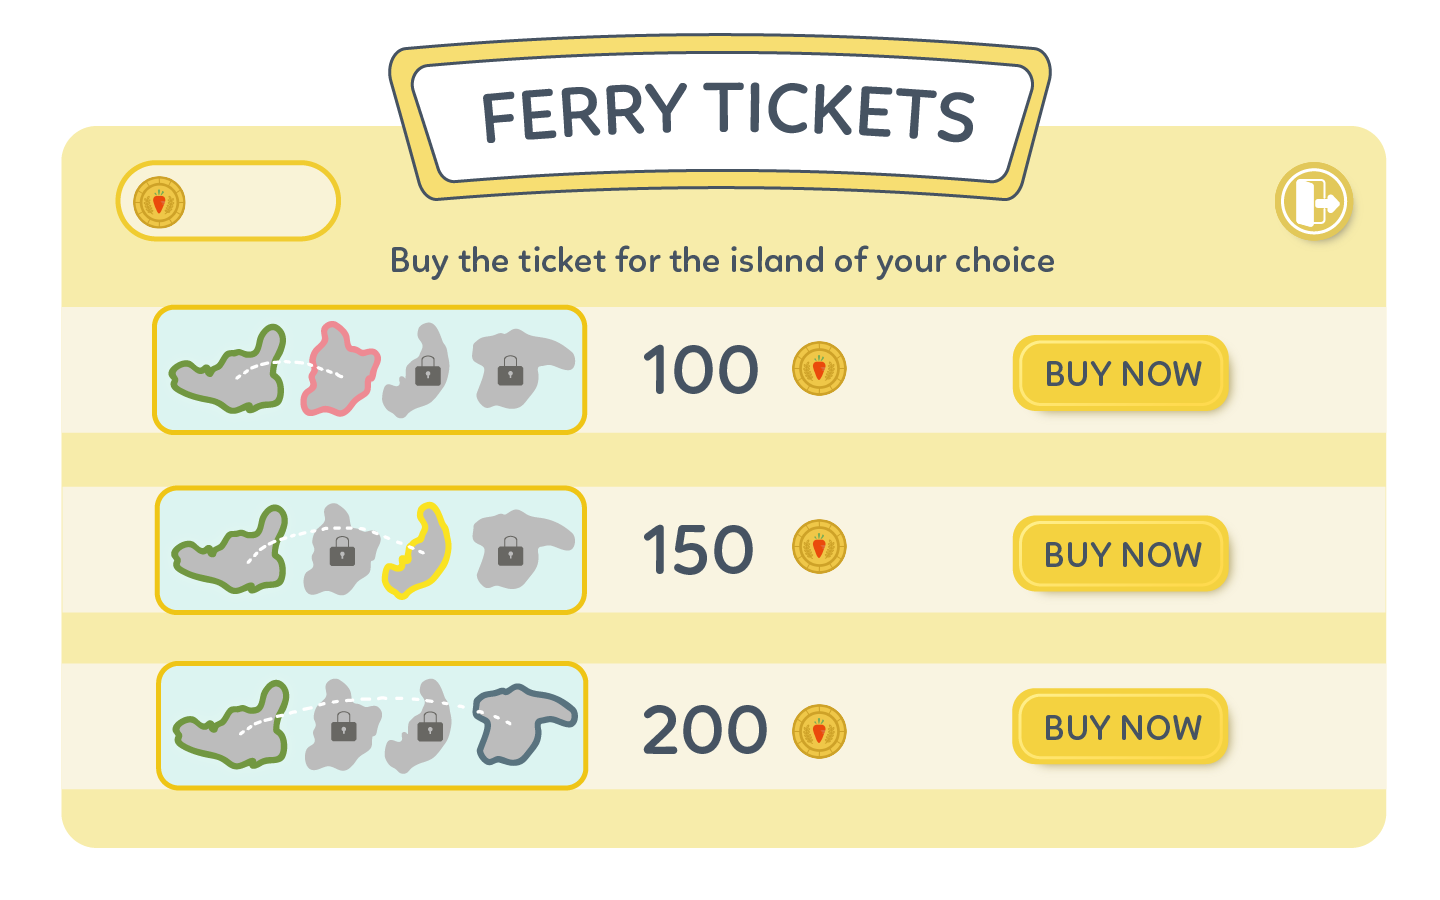 FERRY TICKETS
Buy the ticket for the island of your choice
100
BUY NOW
150
BUY NOW
200
BUY NOW